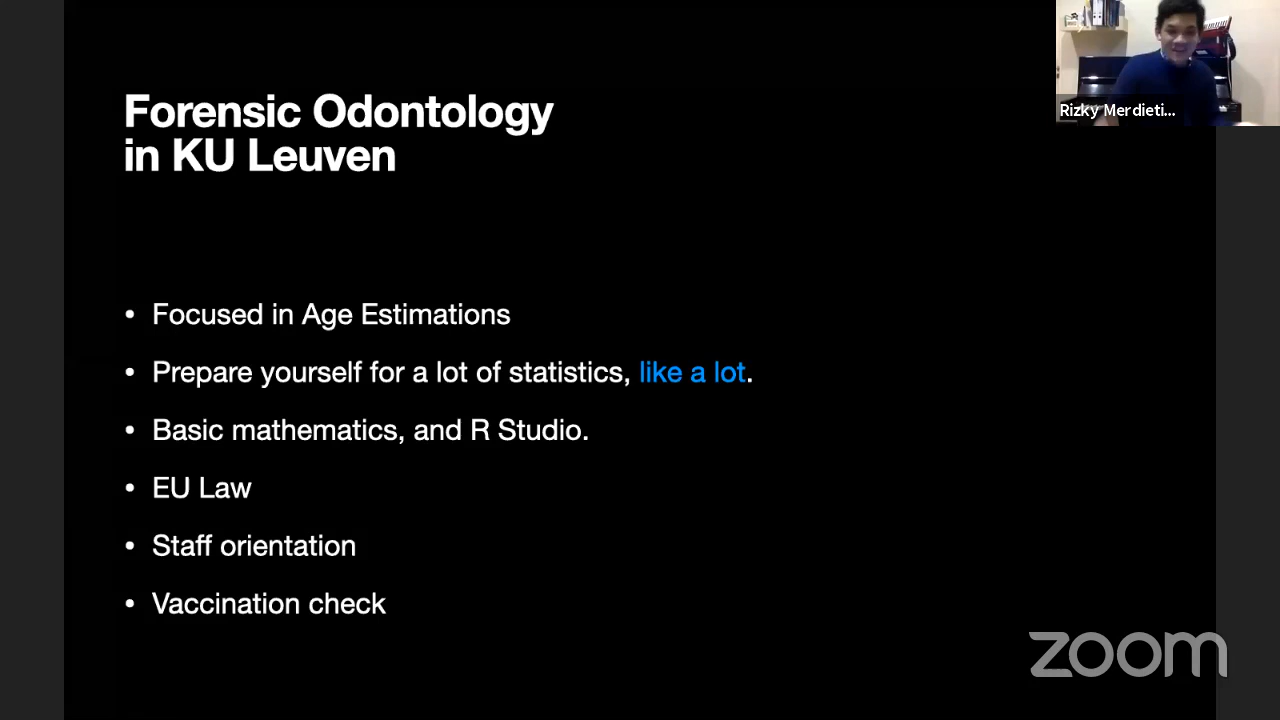 Forensic Odontology
in KU Leuven
• Focused in Age Estimations
• Prepare yourself for a lot of statistics, like a lot.
• Basic mathematics, and R Studio.
• EU Law
• Staff orientation
• Vaccination check
Rizky Merdieti...
zoom